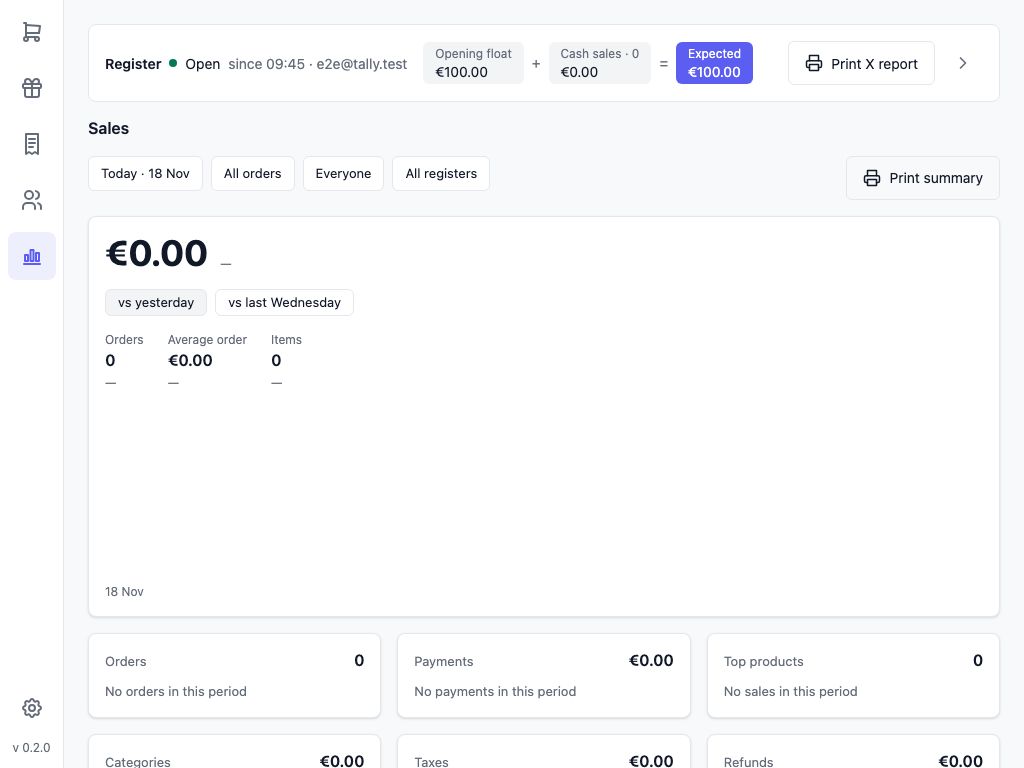 Register Open since 09:45 · e2e@tally.test
Opening float
€100.00
+
Cash sales · 0
€0.00
=
Expected
€100.00
Print X report
Sales
Today · 18 Nov
All orders
Everyone
All registers
Print summary
€0.00 —
vs yesterday
vs last Wednesday
Orders Average order Items
0 €0.00 0
— — —
18 Nov
Orders 0
No orders in this period
Payments €0.00
No payments in this period
Top products 0
No sales in this period
Categories €0.00
Taxes €0.00
Refunds €0.00
v 0.2.0